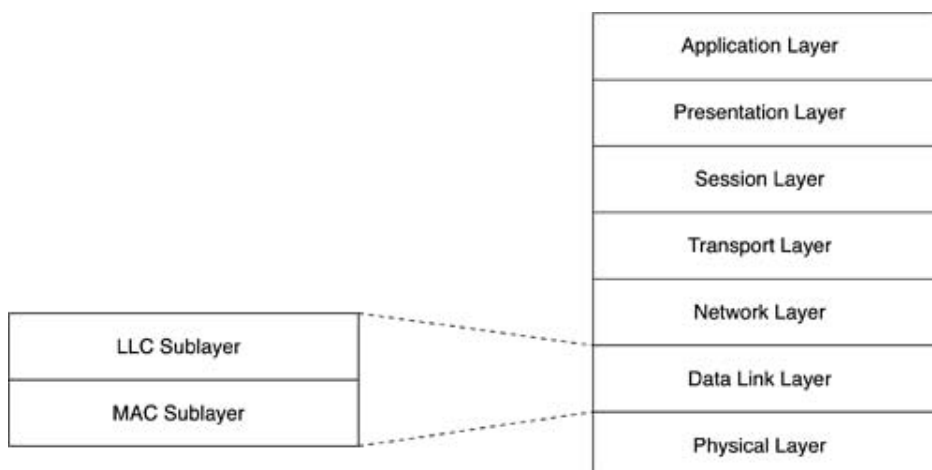 Application Layer
Presentation Layer
Session Layer
Transport Layer
Network Layer
LLC Sublayer
Data Link Layer
MAC Sublayer
Physical Layer